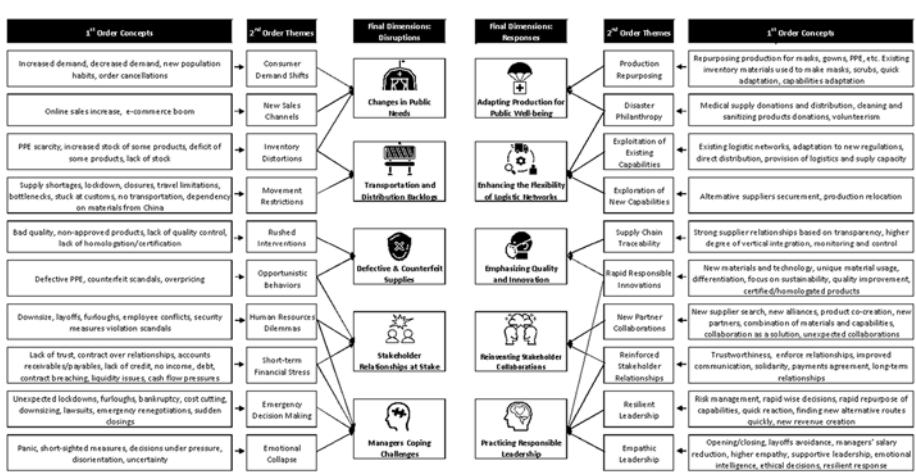 1st Order Concepts
2nd Order Themes
Final Dimensions:
Disruptions
Final Dimensions:
Responses
2nd Order Themes
1st Order Concepts
Increased demand, decreased demand, new population
habits, order cancellations
Consumer
Demand Shifts
Online sales increase, e-commerce boom
New Sales
Channels
PPE scarcity, increased stock of some products, deficit of
some products, lack of stock
Inventory
Distortions
Supply shortages, lockdown, closures, travel limitations,
bottlenecks, stuck at customs, no transportation, dependency
on materials from China
Movement
Restrictions
Bad quality, non-approved products, lack of quality control,
lack of homologation/certification
Rushed
Interventions
Defective PPE, counterfeit scandals, overpricing
Opportunistic
Behaviors
Downsize, layoffs, furloughs, employee conflicts, security
measures violation scandals
Human Resources
Dilemmas
Lack of trust, contract over relationships, accounts
receivables/payables, lack of credit, no income, debt,
contract breaching, liquidity issues, cash flow pressures
Short-term
Financial Stress
Unexpected lockdowns, furloughs, bankruptcy, cost cutting,
downsizing, lawsuits, emergency renegotiations, sudden
closings
Emergency
Decision Making
Panic, short-sighted measures, decisions under pressure,
disorientation, uncertainty
Emotional
Collapse
Changes in Public
Needs
Transportation and
Distribution Backlogs
Defective & Counterfeit
Supplies
Stakeholder
Relationships at Stake
Managers Coping
Challenges
Adapting Production for
Public Well-being
Enhancing the Flexibility
of Logistic Networks
Emphasizing Quality
and Innovation
Reinventing Stakeholder
Collaborations
Practicing Responsible
Leadership
Production
Repurposing
Repurposing production for masks, gowns, PPE, etc. Existing
inventory materials used to make masks, scrubs, quick
adaptation, capabilities adaptation
Disaster
Philanthropy
Medical supply donations and distribution, cleaning and
sanitizing products donations, volunteerism
Exploitation of
Existing
Capabilities
Existing logistic networks, adaptation to new regulations,
direct distribution, provision of logistics and suply capacity
Exploration of
New Capabilities
Alternative suppliers securement, production relocation
Supply Chain
Traceability
Strong supplier relationships based on transparency, higher
degree of vertical integration, monitoring and control
Rapid Responsible
Innovations
New materials and technology, unique material usage,
differentiation, focus on sustainability, quality improvement,
certified/homologated products
New Partner
Collaborations
New supplier search, new alliances, product co-creation, new
partners, combination of materials and capabilities,
collaboration as a solution, unexpected collaborations
Reinforced
Stakeholder
Relationships
Trustworthiness, enforce relationships, improved
communication, solidarity, payments agreement, long-term
relationships
Resilient
Leadership
Risk management, rapid wise decisions, rapid repurpose of
capabilities, quick reaction, finding new alternative routes
quickly, new revenue creation
Empathic
Leadership
Opening/closing, layoffs avoidance, managers' salary
reduction, higher empathy, supportive leadership, emotional
intelligence, ethical decisions, resilient response